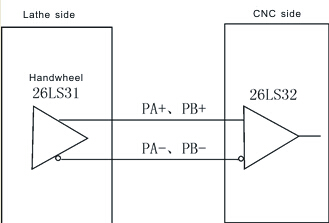 Lathe side
CNC side
Handwheel
26LS31
26LS32
PA+、PB+
PA-、PB-